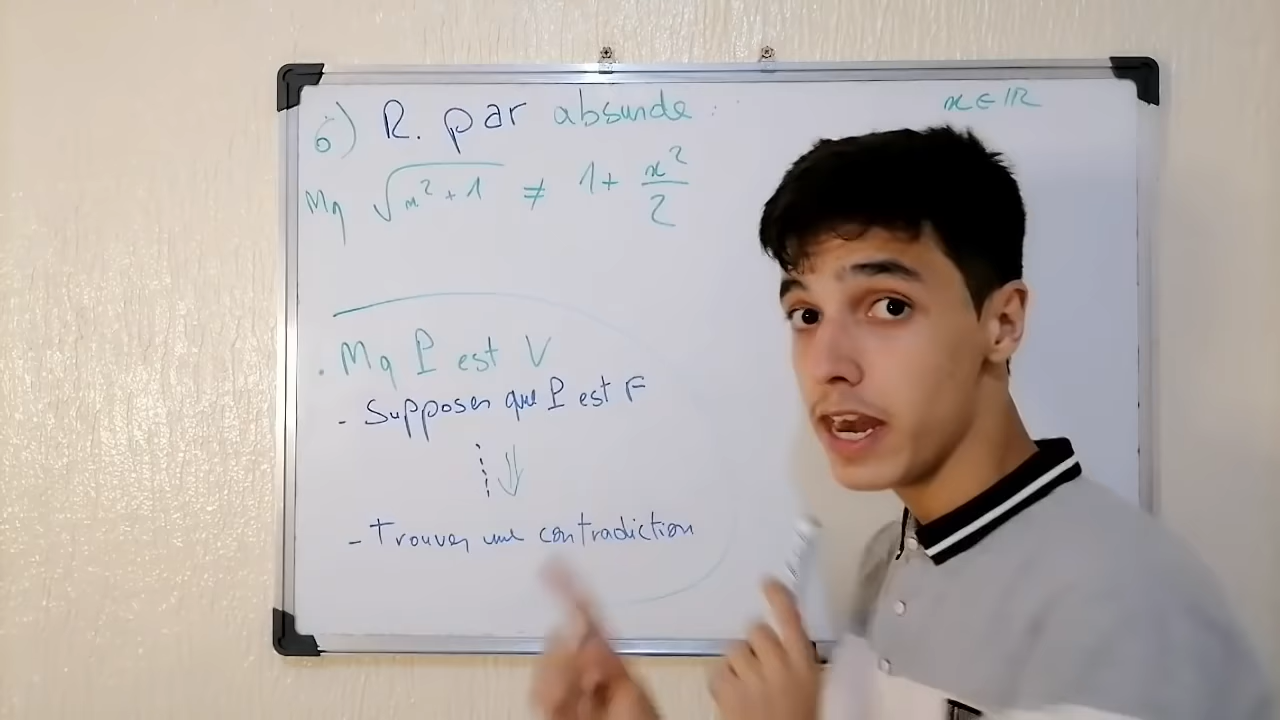 6) R. par absurde :
x ∈ ℝ
Mq √(x² + 1) ≠ 1 + x²/2
. Mq P est V
- Supposer que P est F
⇓
- Trouver une contradiction